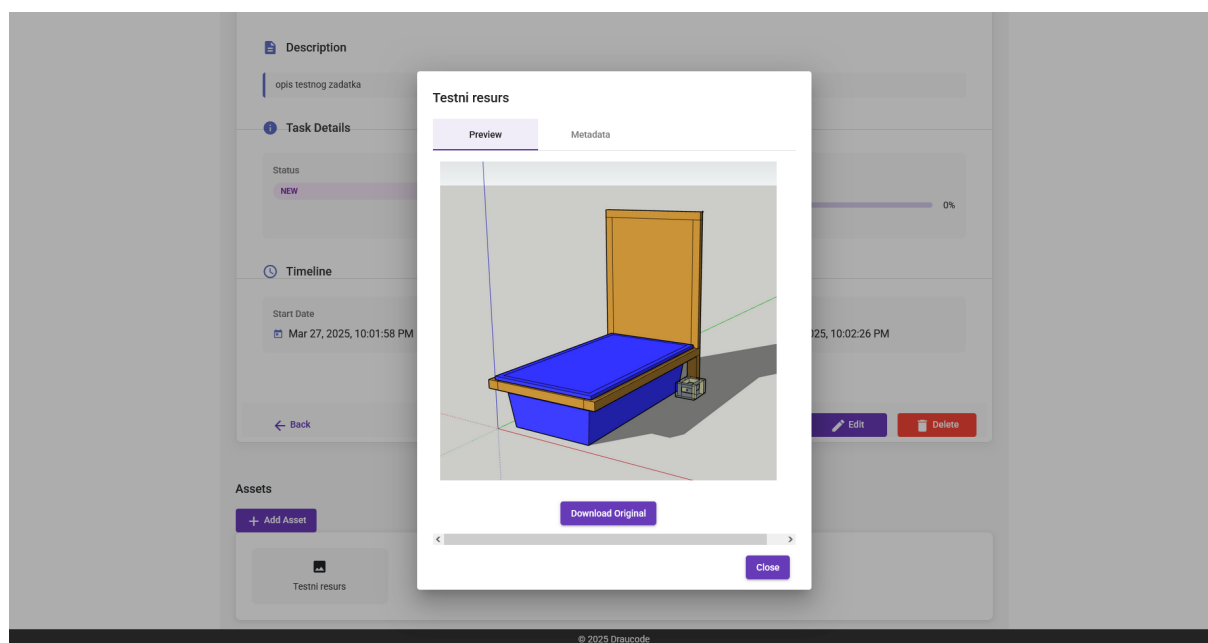 Description
opis testnog zadatka
Task Details
Status
NEW
0%
Timeline
Start Date
Mar 27, 2025, 10:01:58 PM
025, 10:02:26 PM
Back
Edit
Delete
Assets
Add Asset
Testni resurs
Testni resurs
Preview
Metadata
Download Original
Close
© 2025 Draucode